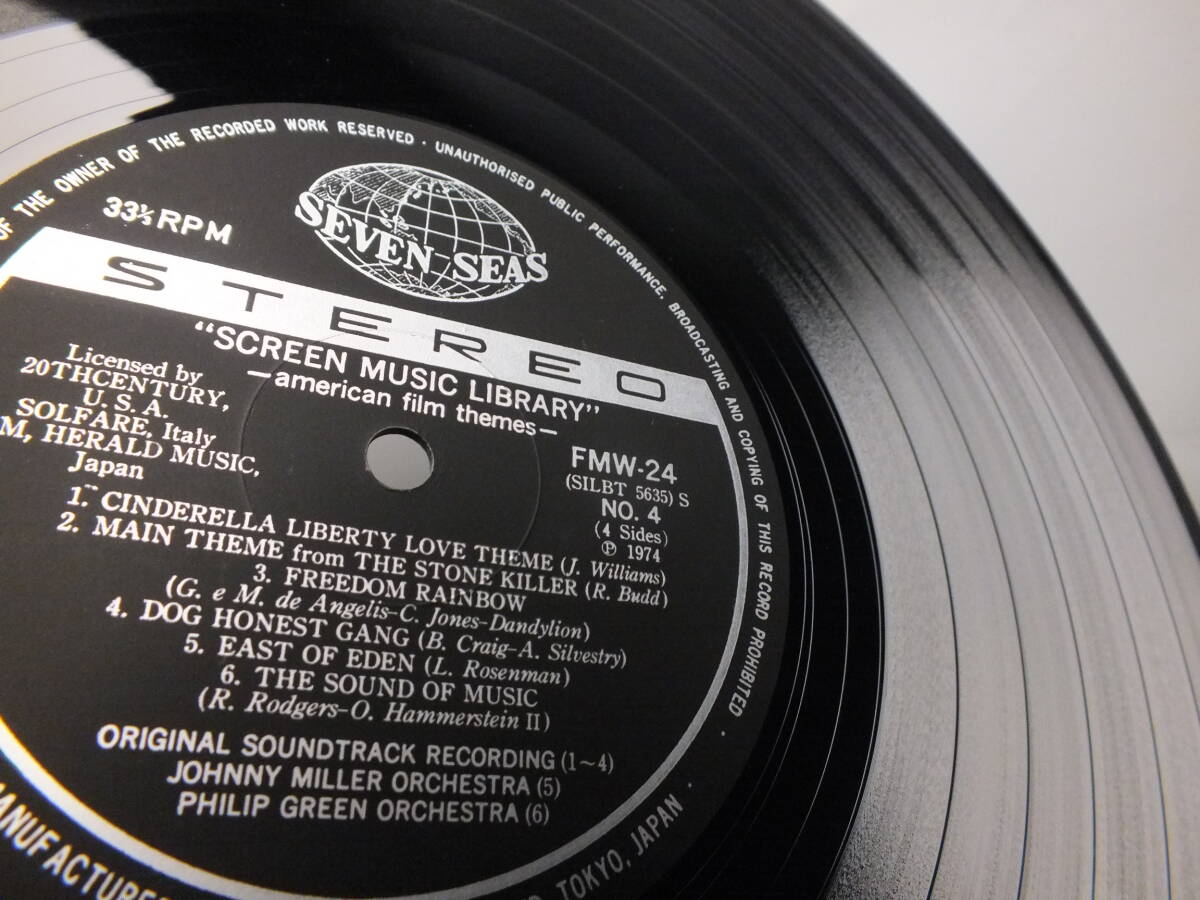 OF THE OWNER OF THE RECORDED WORK RESERVED · UNAUTHORISED PUBLIC PERFORMANCE, BROADCASTING AND COPYING OF THIS RECORD PROHIBITED ·
33⅓ RPM
SEVEN SEAS
STEREO
"SCREEN MUSIC LIBRARY"
—american film themes—
Licensed by
20THCENTURY,
U. S. A.
SOLFARE, Italy
M, HERALD MUSIC,
Japan
FMW-24
(SILBT 5635) S
NO. 4
(4 Sides)
Ⓟ 1974
1. CINDERELLA LIBERTY LOVE THEME (J. Williams)
2. MAIN THEME from THE STONE KILLER (R. Budd)
3. FREEDOM RAINBOW
(G. e M. de Angelis-C. Jones-Dandylion)
4. DOG HONEST GANG (B. Craig-A. Silvestry)
5. EAST OF EDEN (L. Rosenman)
6. THE SOUND OF MUSIC
(R. Rodgers-O. Hammerstein II)
ORIGINAL SOUNDTRACK RECORDING (1~4)
JOHNNY MILLER ORCHESTRA (5)
PHILIP GREEN ORCHESTRA (6)
TOKYO, JAPAN ·